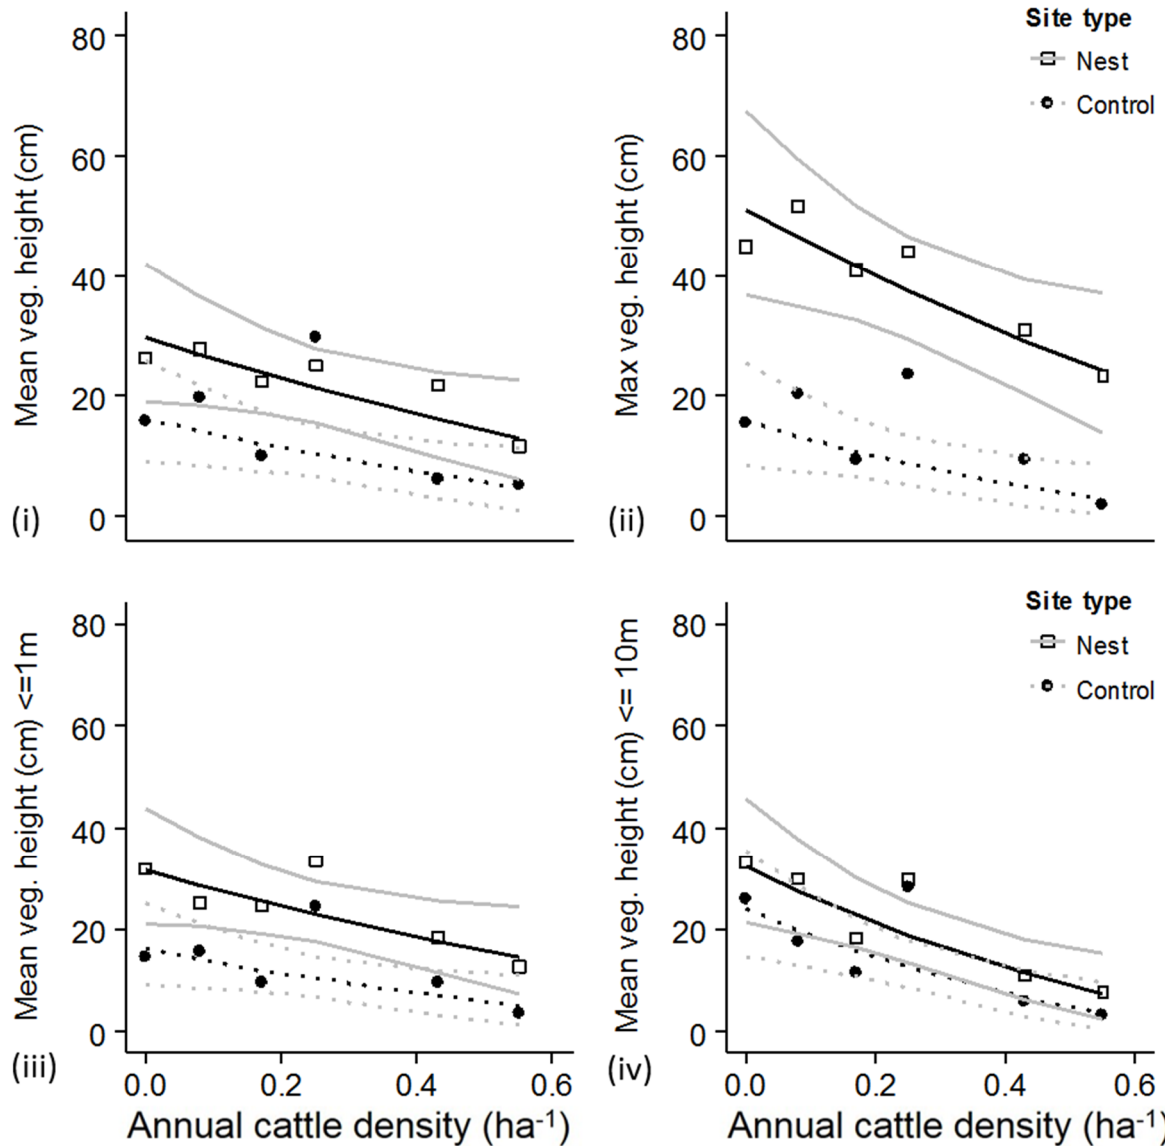 Mean veg. height (cm)
80
60
40
20
0
(i)
Max veg. height (cm)
80
60
40
20
0
(ii)
Site type
Nest
Control
Mean veg. height (cm) <=1m
80
60
40
20
0
(iii)
0.0 0.2 0.4 0.6
Annual cattle density (ha⁻¹)
Mean veg. height (cm) <= 10m
80
60
40
20
0
(iv)
Site type
Nest
Control
0.0 0.2 0.4 0.6
Annual cattle density (ha⁻¹)